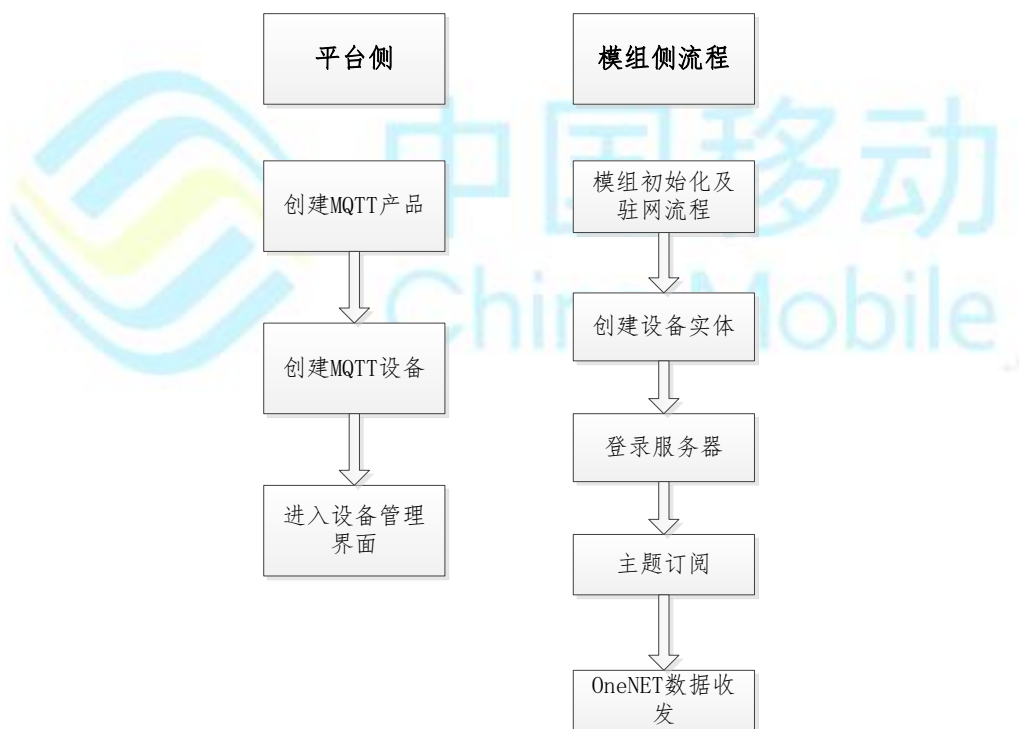 平台侧
创建MQTT产品
创建MQTT设备
进入设备管理
界面
模组侧流程
模组初始化及
驻网流程
创建设备实体
登录服务器
主题订阅
OneNET数据收
发
中国移动
China Mobile